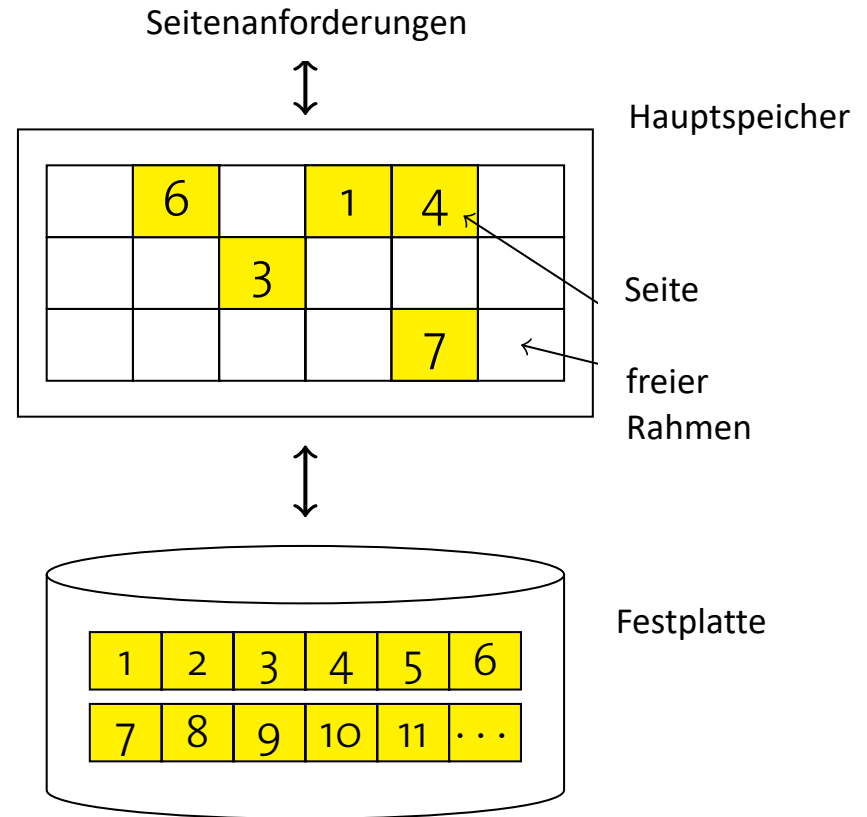 Seitenanforderungen
Hauptspeicher
6 1 4
3
Seite
7
freier
Rahmen
Festplatte
1 2 3 4 5 6
7 8 9 10 11 ...